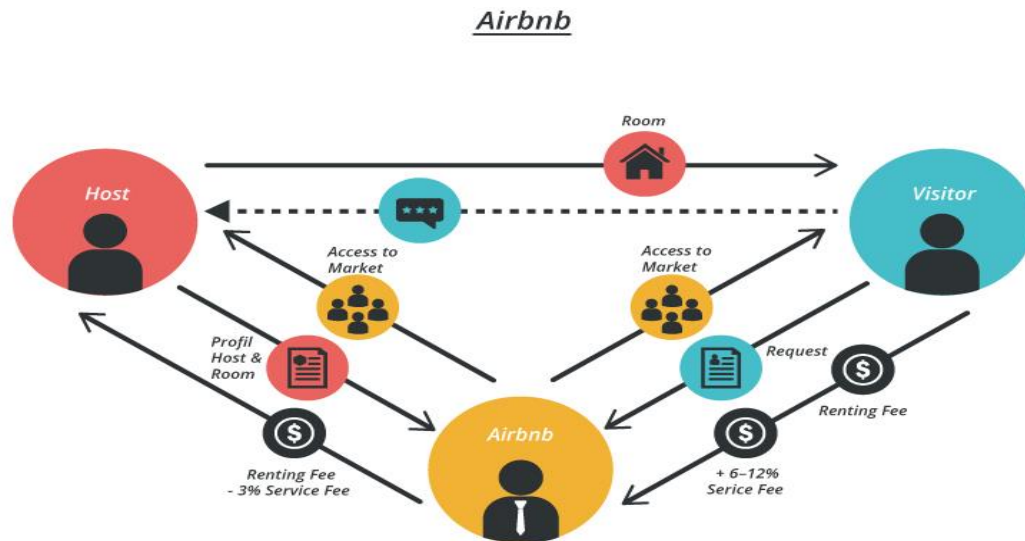 Airbnb
Room
Host
Visitor
Access to
Market
Access to
Market
Profil
Host &
Room
Request
Renting Fee
Airbnb
Renting Fee
- 3% Service Fee
+ 6–12%
Serice Fee
$
$
$